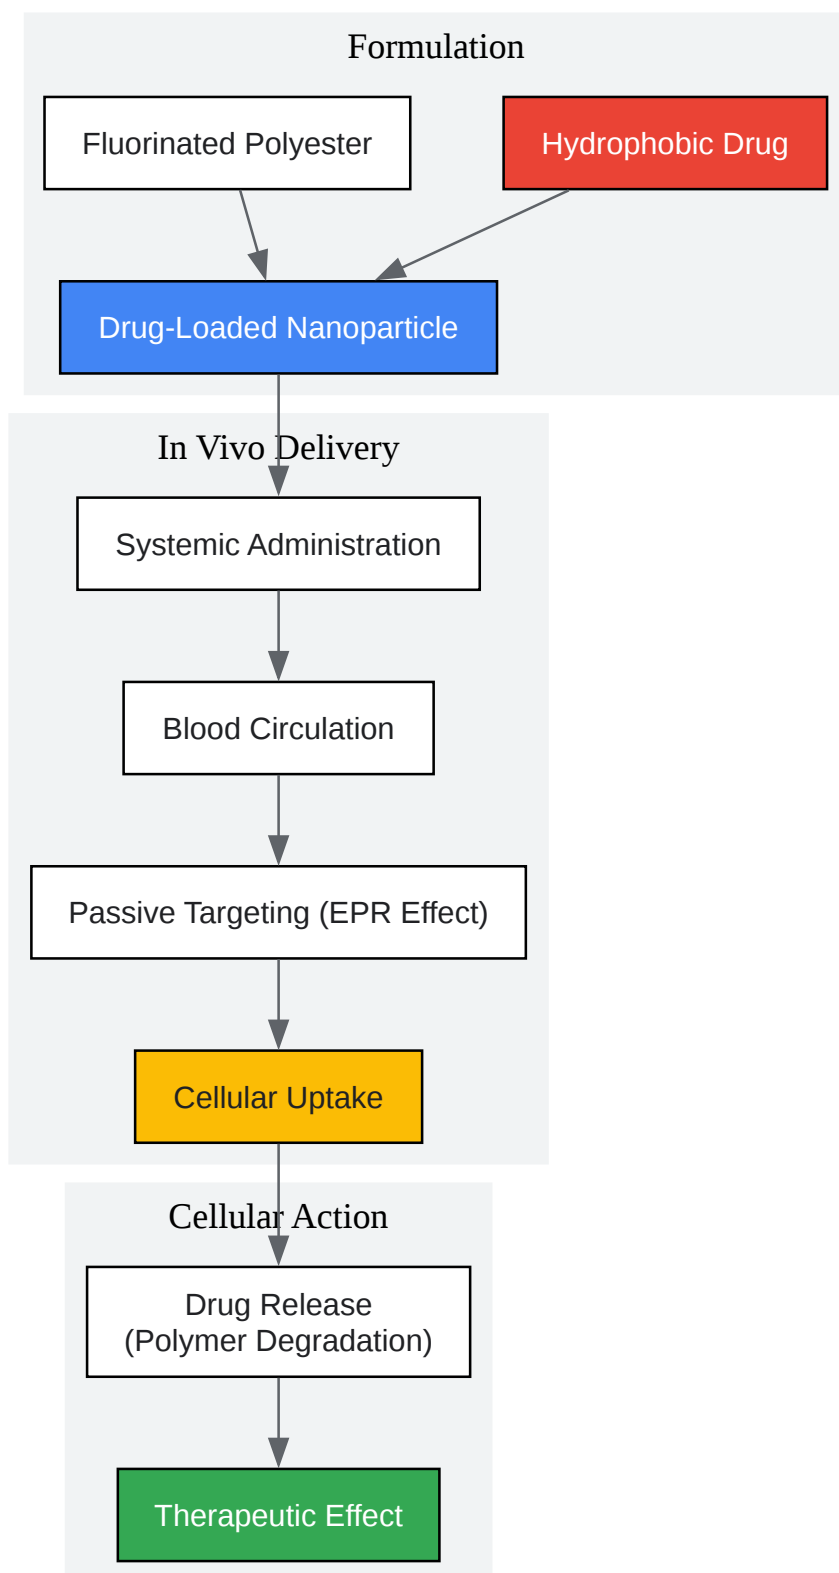 Formulation
Fluorinated Polyester
Hydrophobic Drug
Drug-Loaded Nanoparticle
In Vivo Delivery
Systemic Administration
Blood Circulation
Passive Targeting (EPR Effect)
Cellular Uptake
Cellular Action
Drug Release
(Polymer Degradation)
Therapeutic Effect